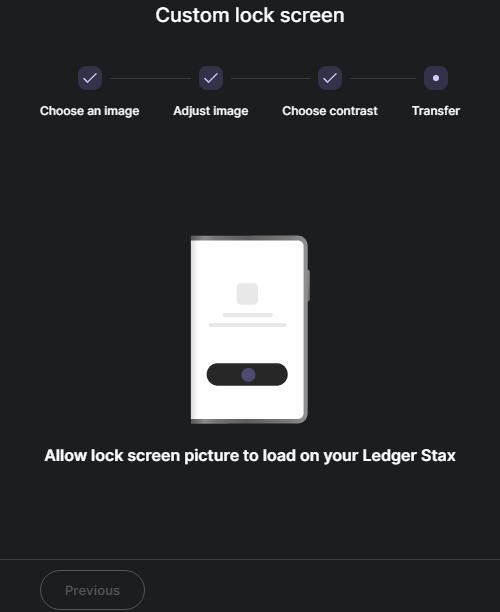 Custom lock screen
Choose an image
Adjust image
Choose contrast
Transfer
Allow lock screen picture to load on your Ledger Stax
Previous